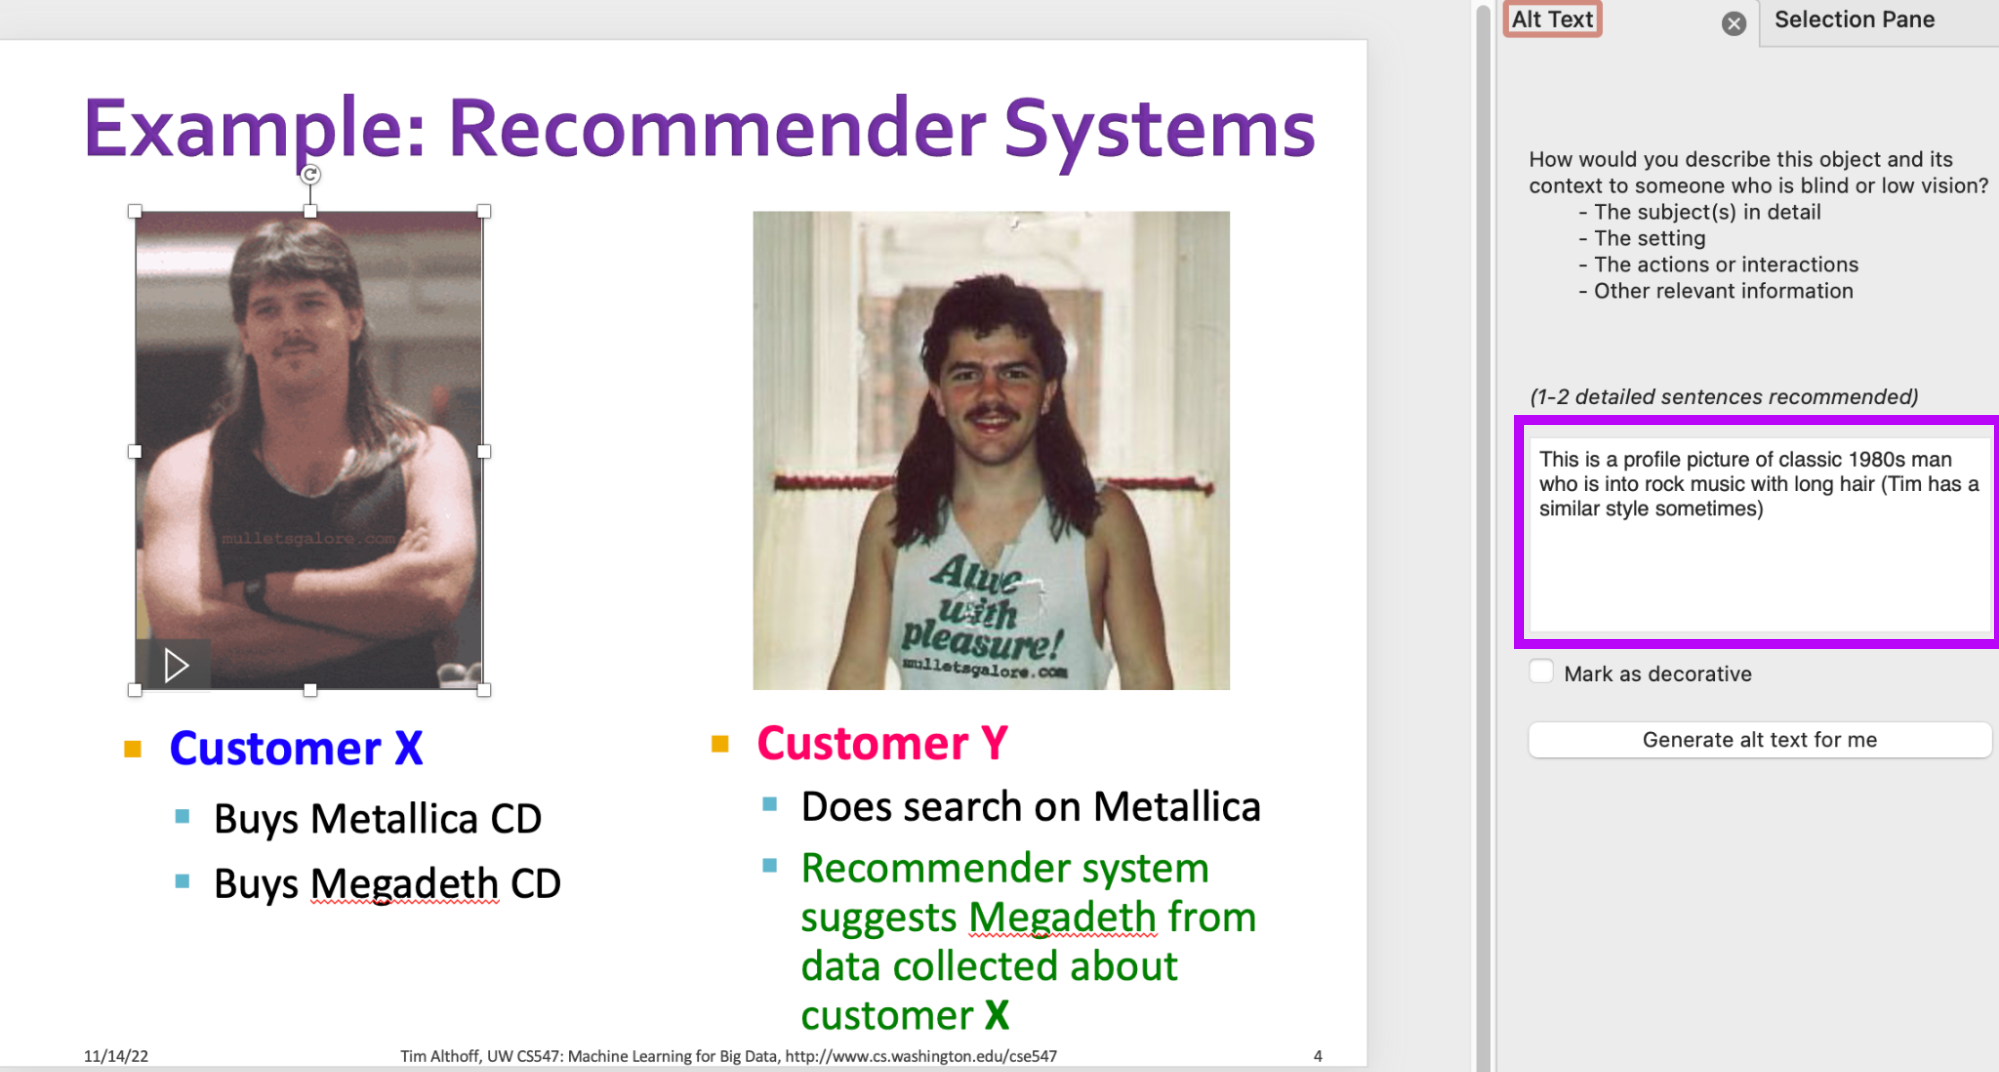 Example: Recommender Systems
mulletsgalore.com
Alive
with
pleasure!
mulletsgalore.com
Customer X
Buys Metallica CD
Buys Megadeth CD
Customer Y
Does search on Metallica
Recommender system
suggests Megadeth from
data collected about
customer X
11/14/22
Tim Althoff, UW CS547: Machine Learning for Big Data, http://www.cs.washington.edu/cse547
4
Alt Text
Selection Pane
How would you describe this object and its
context to someone who is blind or low vision?
- The subject(s) in detail
- The setting
- The actions or interactions
- Other relevant information
(1-2 detailed sentences recommended)
This is a profile picture of classic 1980s man
who is into rock music with long hair (Tim has a
similar style sometimes)
Mark as decorative
Generate alt text for me